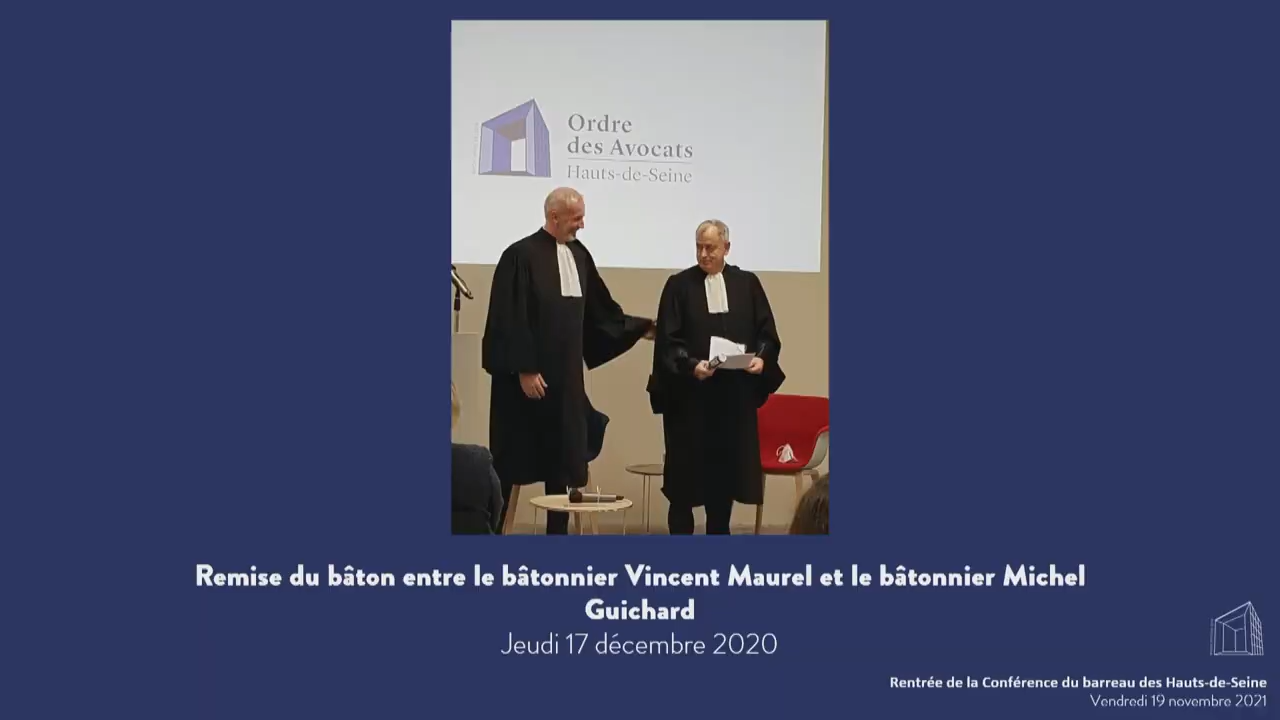 Ordre
des Avocats
Hauts-de-Seine
Remise du bâton entre le bâtonnier Vincent Maurel et le bâtonnier Michel
Guichard
Jeudi 17 décembre 2020
Rentrée de la Conférence du barreau des Hauts-de-Seine
Vendredi 19 novembre 2021